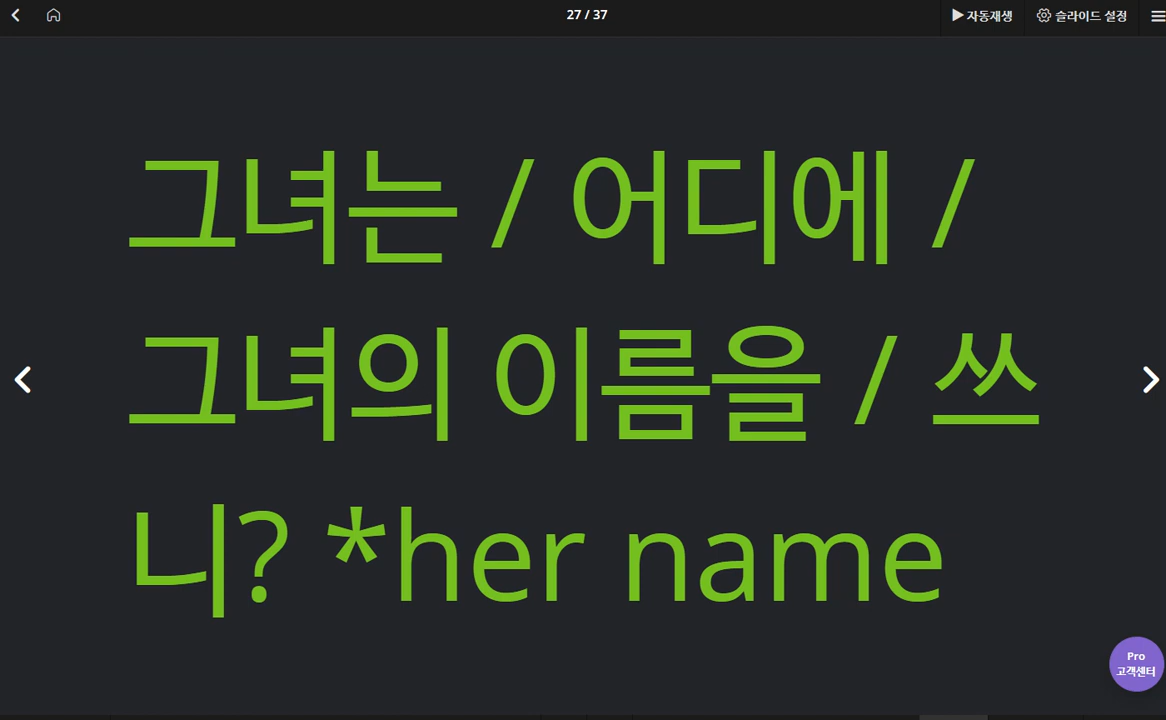 27 / 37
▶ 자동재생
슬라이드 설정
그녀는 / 어디에 /
그녀의 이름을 / 쓰
니? *her name
Pro
고객센터